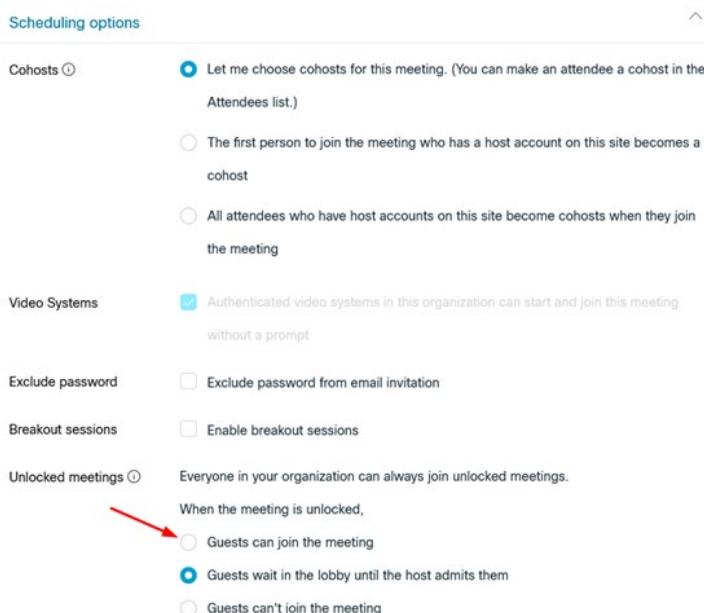 Scheduling options
Cohosts
Let me choose cohosts for this meeting. (You can make an attendee a cohost in the
Attendees list.)
The first person to join the meeting who has a host account on this site becomes a
cohost
All attendees who have host accounts on this site become cohosts when they join
the meeting
Video Systems
Authenticated video systems in this organization can start and join this meeting
without a prompt
Exclude password
Exclude password from email invitation
Breakout sessions
Enable breakout sessions
Unlocked meetings
Everyone in your organization can always join unlocked meetings.
When the meeting is unlocked,
Guests can join the meeting
Guests wait in the lobby until the host admits them
Guests can't join the meeting